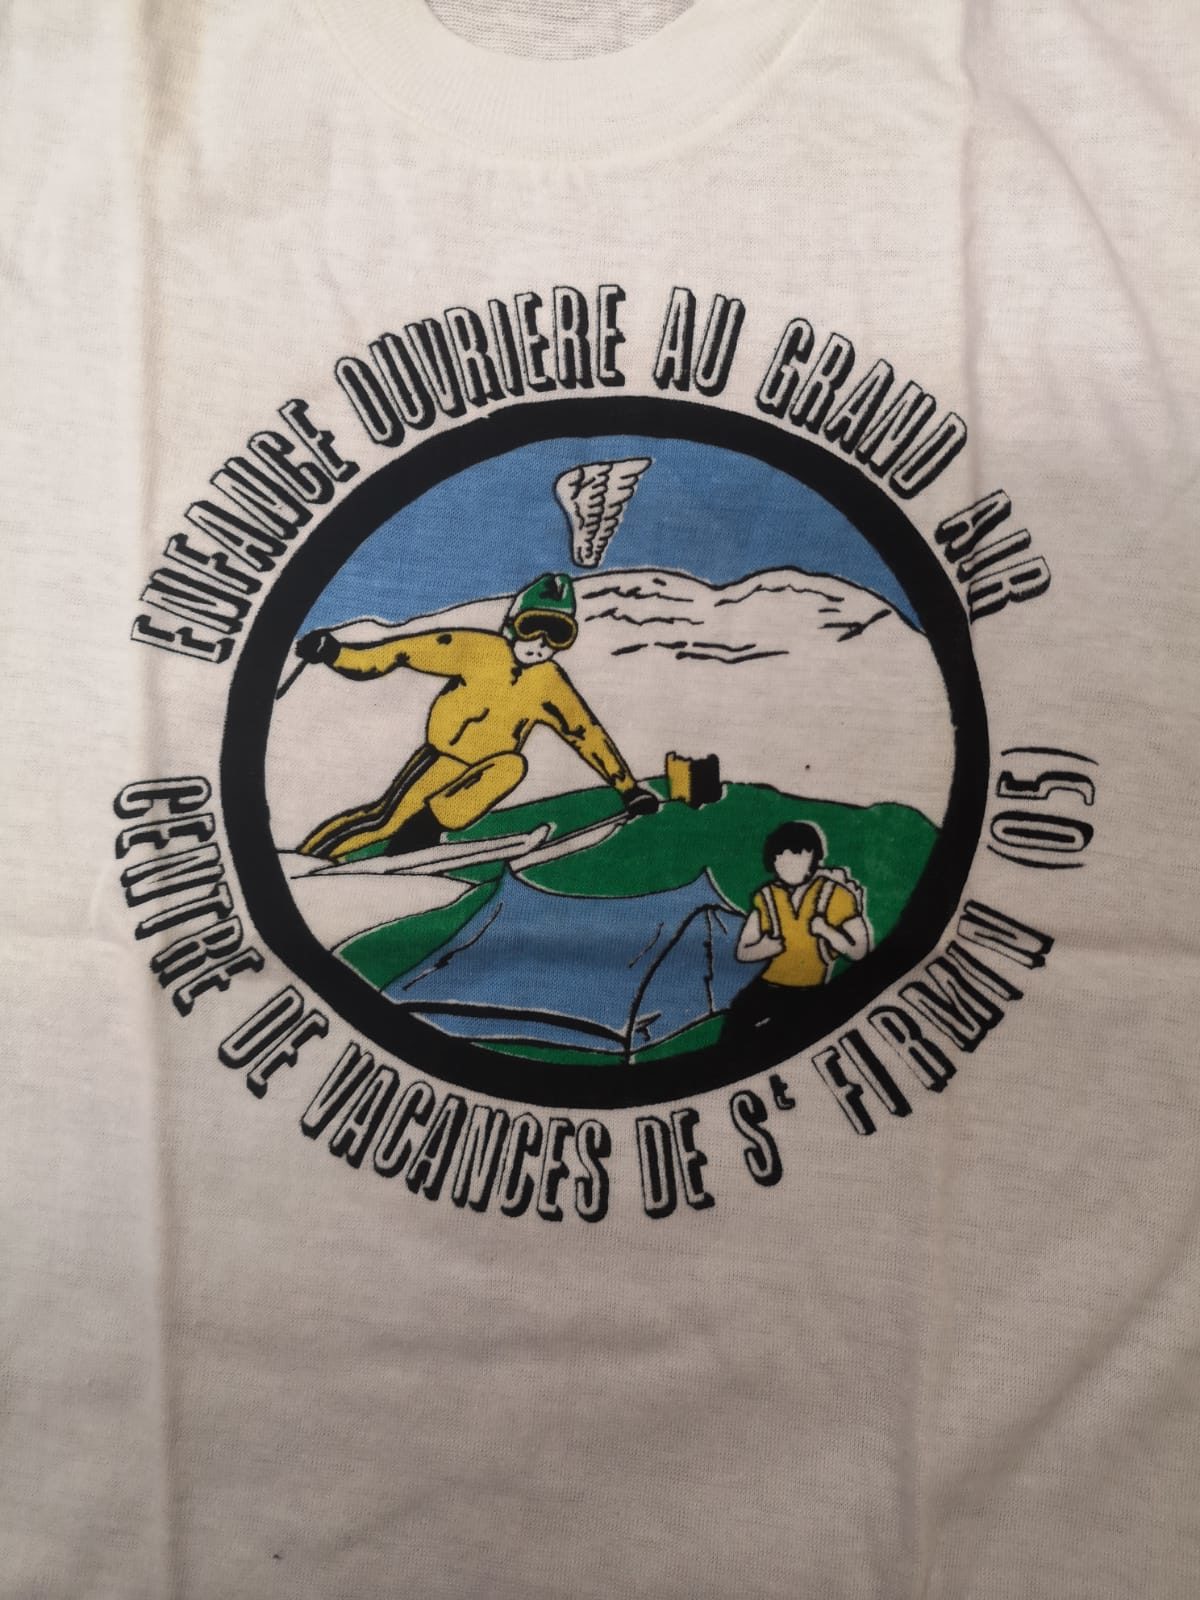 ENFANCE OUVRIERE AU GRAND AIR
CENTRE DE VACANCES DE St FIRMIN (05)